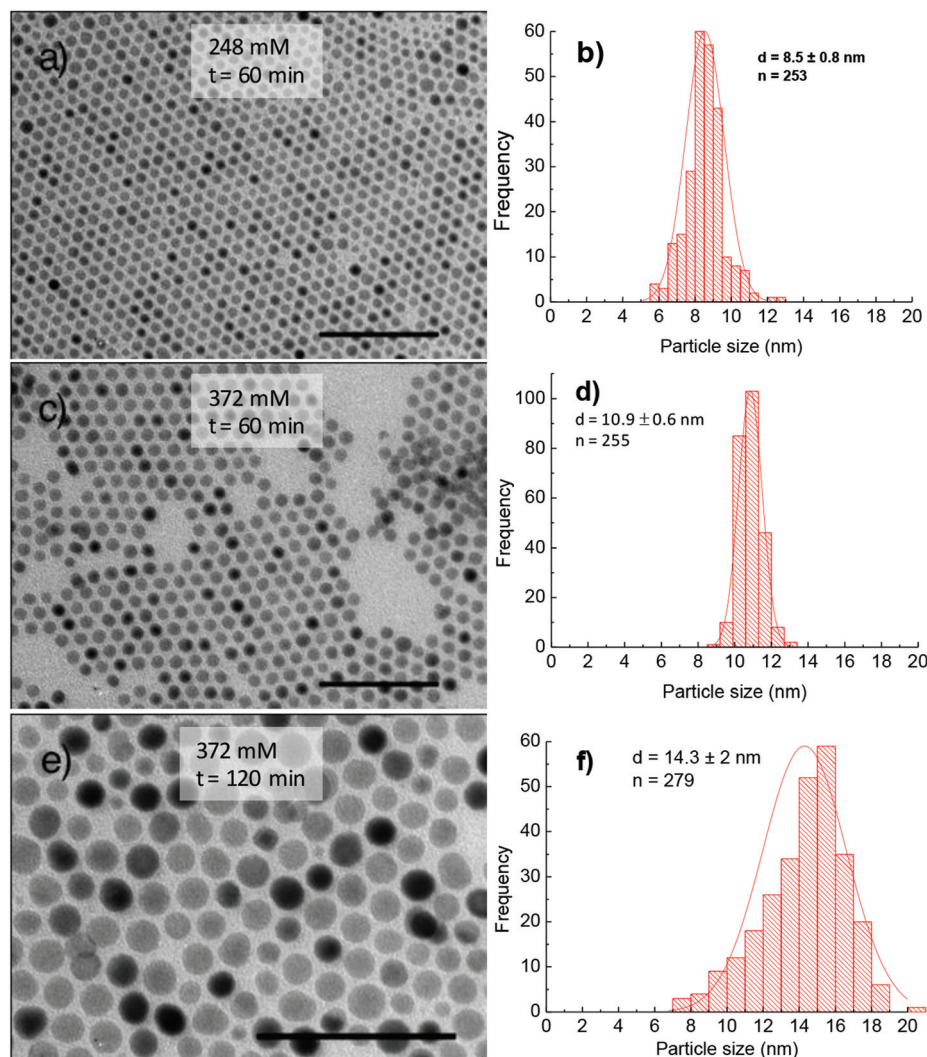 a)
248 mM
t = 60 min
b)
d = 8.5 ± 0.8 nm
n = 253
Frequency
60
50
40
30
20
10
0
0 2 4 6 8 10 12 14 16 18 20
Particle size (nm)
c)
372 mM
t = 60 min
d)
d = 10.9 ± 0.6 nm
n = 255
Frequency
100
80
60
40
20
0
0 2 4 6 8 10 12 14 16 18 20
Particle size (nm)
e)
372 mM
t = 120 min
f)
d = 14.3 ± 2 nm
n = 279
Frequency
60
50
40
30
20
10
0
0 2 4 6 8 10 12 14 16 18 20
Particle size (nm)